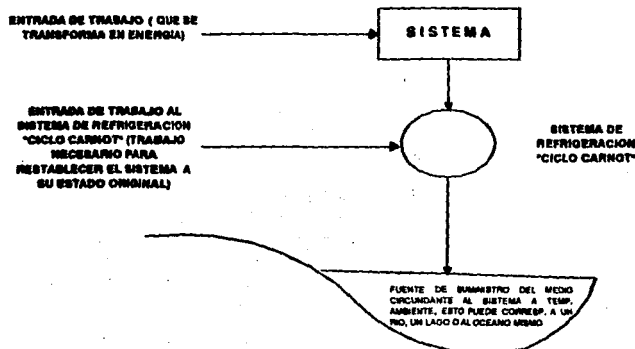 ENTRADA DE TRABAJO ( QUE SE
TRANSFORMA EN ENERGIA)
SISTEMA
ENTRADA DE TRABAJO AL
SISTEMA DE REFRIGERACION
"CICLO CARNOT" (TRABAJO
NECESARIO PARA
RESTABLECER EL SISTEMA A
SU ESTADO ORIGINAL)
SISTEMA DE
REFRIGERACION
"CICLO CARNOT"
FUENTE DE SUMINISTRO DEL MEDIO
CIRCUNDANTE AL SISTEMA A TEMP.
AMBIENTE, ESTO PUEDE CORRESP. A UN
RIO, UN LAGO O AL OCEANO MISMO